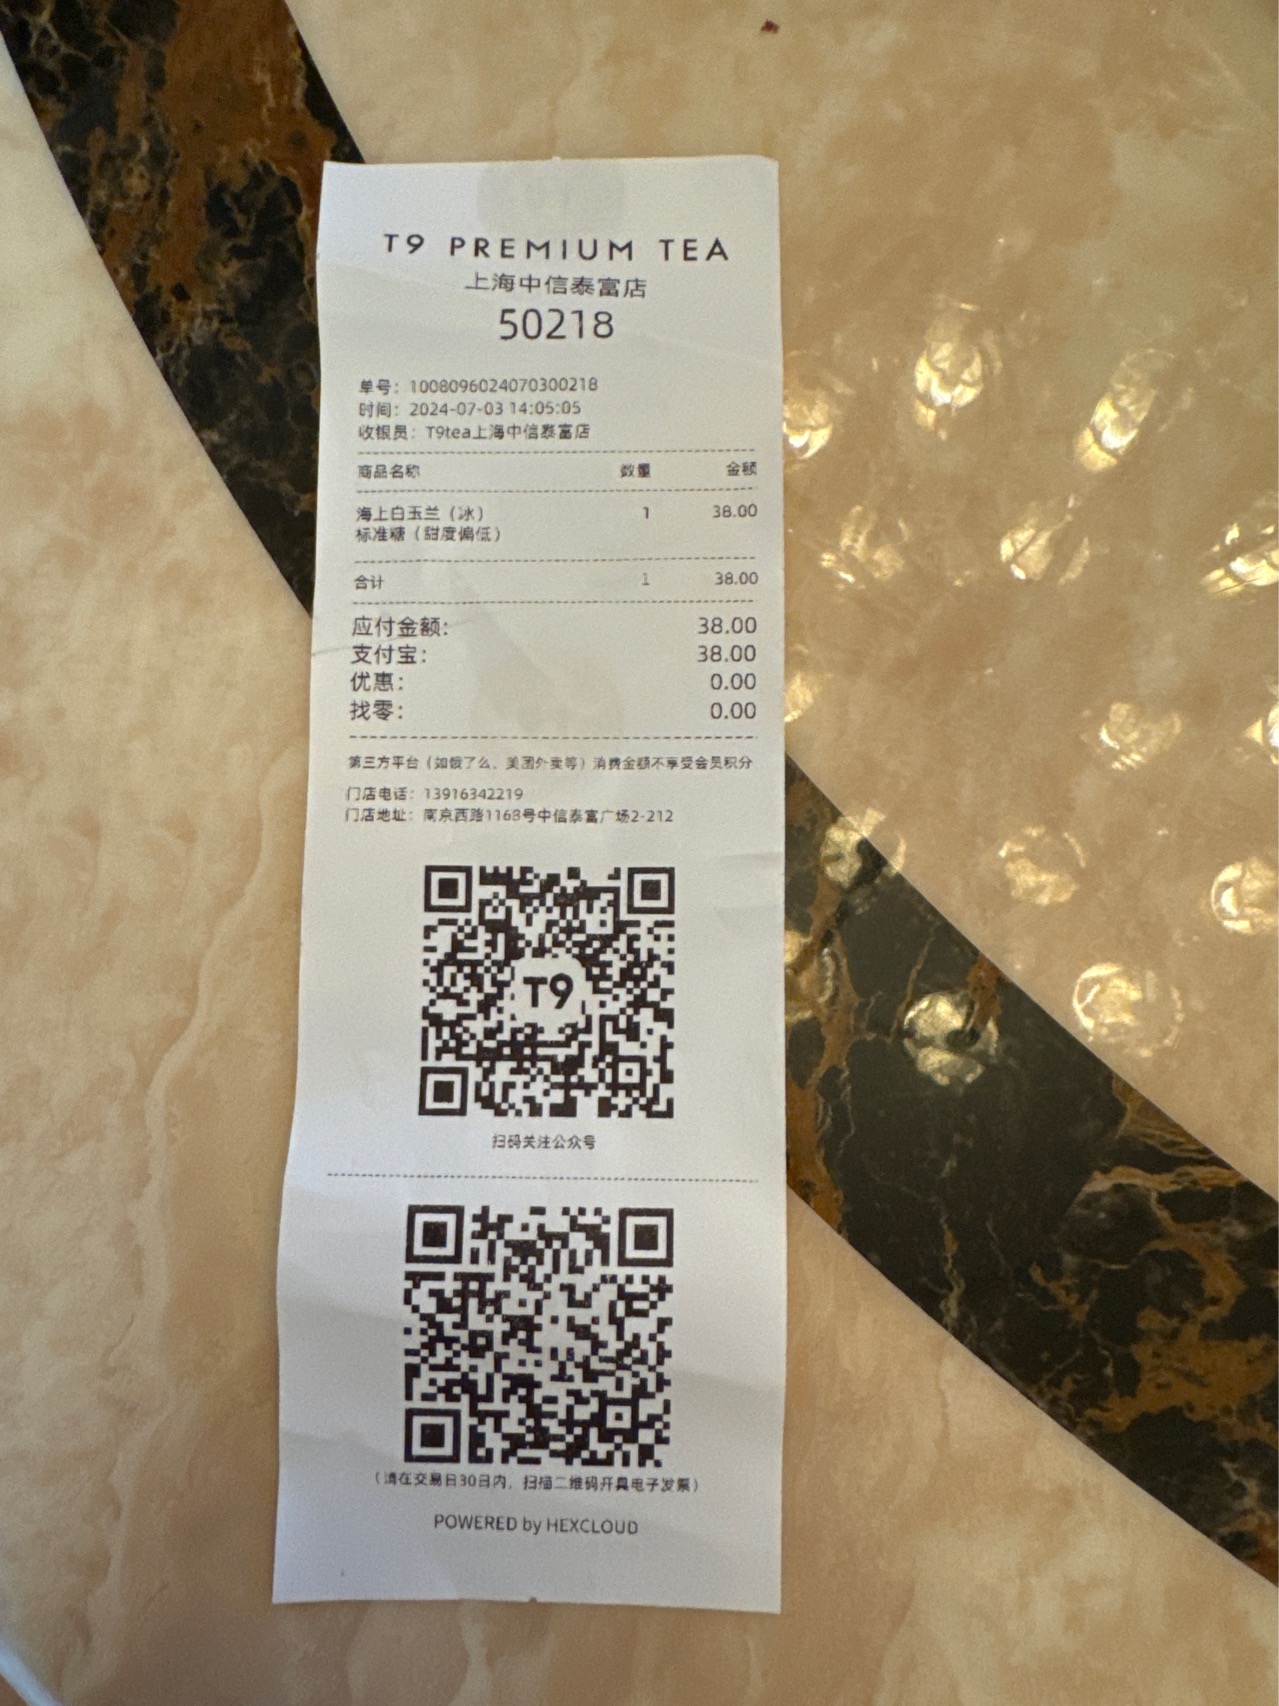 T9 PREMIUM TEA
上海中信泰富店
50218
单号：1008096024070300218
时间：2024-07-03 14:05:05
收银员：T9tea上海中信泰富店
商品名称 数量 金额
海上白玉兰（冰） 1 38.00
标准糖（甜度偏低）
合计 1 38.00
应付金额： 38.00
支付宝： 38.00
优惠： 0.00
找零： 0.00
第三方平台（如饿了么、美团外卖等）消费金额不享受会员积分
门店电话：13916342219
门店地址：南京西路1168号中信泰富广场2-212
T9
扫码关注公众号
（请在交易日30日内，扫描二维码开具电子发票）
POWERED by HEXCLOUD